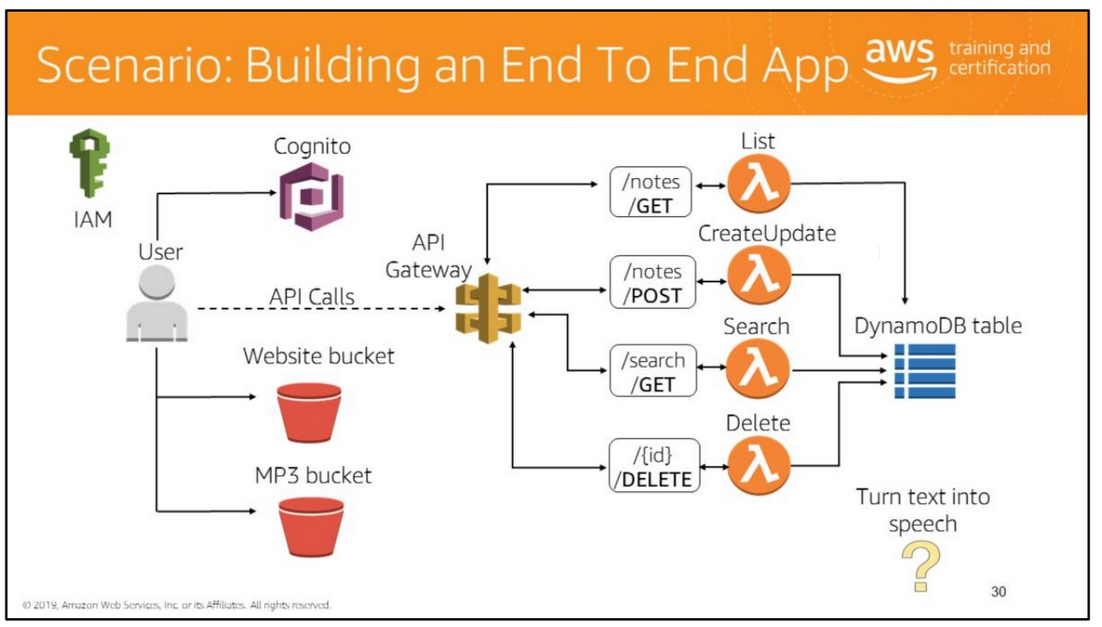 Scenario: Building an End To End App
aws training and
certification
IAM
Cognito
User
API
Gateway
API Calls
Website bucket
MP3 bucket
/notes
/GET
List
/notes
/POST
CreateUpdate
/search
/GET
Search
/{id}
/DELETE
Delete
DynamoDB table
Turn text into
speech
?
© 2019, Amazon Web Services, Inc. or its Affiliates. All rights reserved.
30